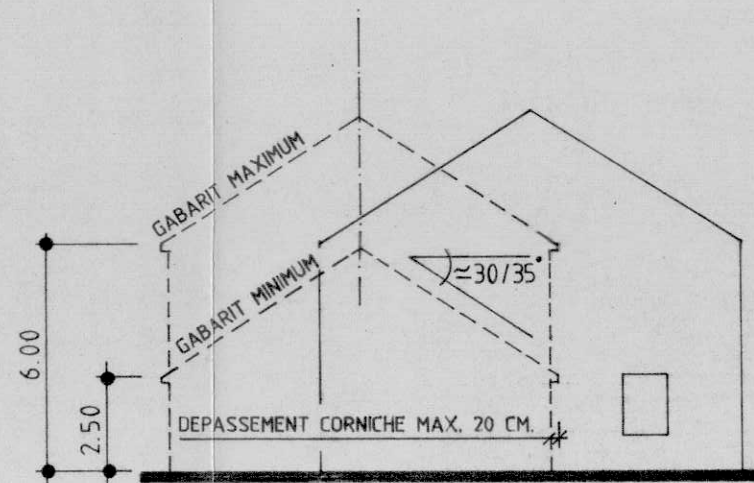 GABARIT MAXIMUM
GABARIT MINIMUM
≃30/35°
6.00
2.50
DEPASSEMENT CORNICHE MAX. 20 CM.